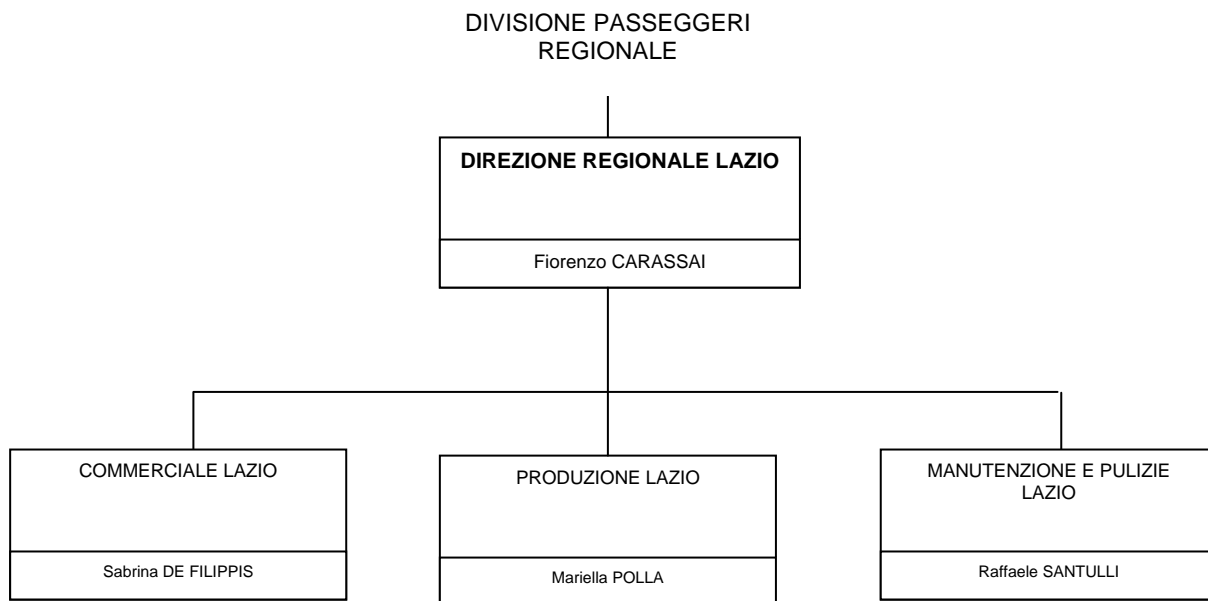 DIVISIONE PASSEGGERI
REGIONALE
DIREZIONE REGIONALE LAZIO
Fiorenzo CARASSAI
COMMERCIALE LAZIO
Sabrina DE FILIPPIS
PRODUZIONE LAZIO
Mariella POLLA
MANUTENZIONE E PULIZIE
LAZIO
Raffaele SANTULLI